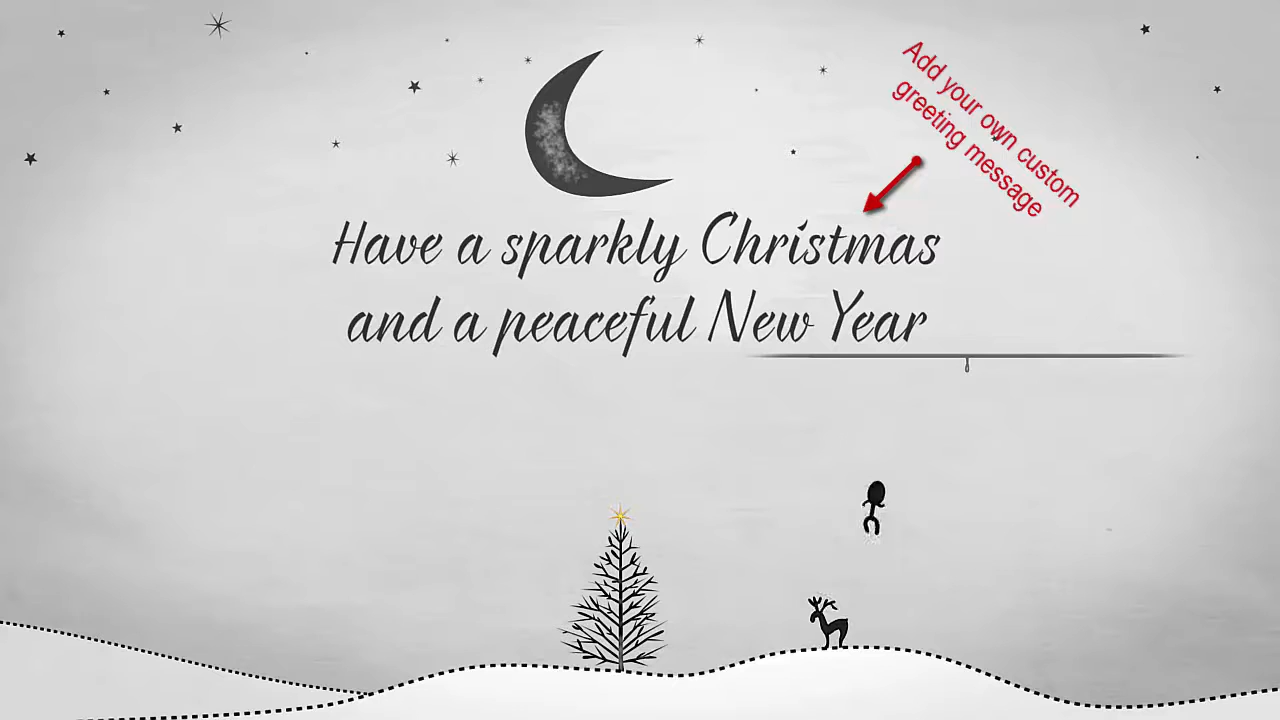 Add your own custom
greeting message
Have a sparkly Christmas
and a peaceful New Year